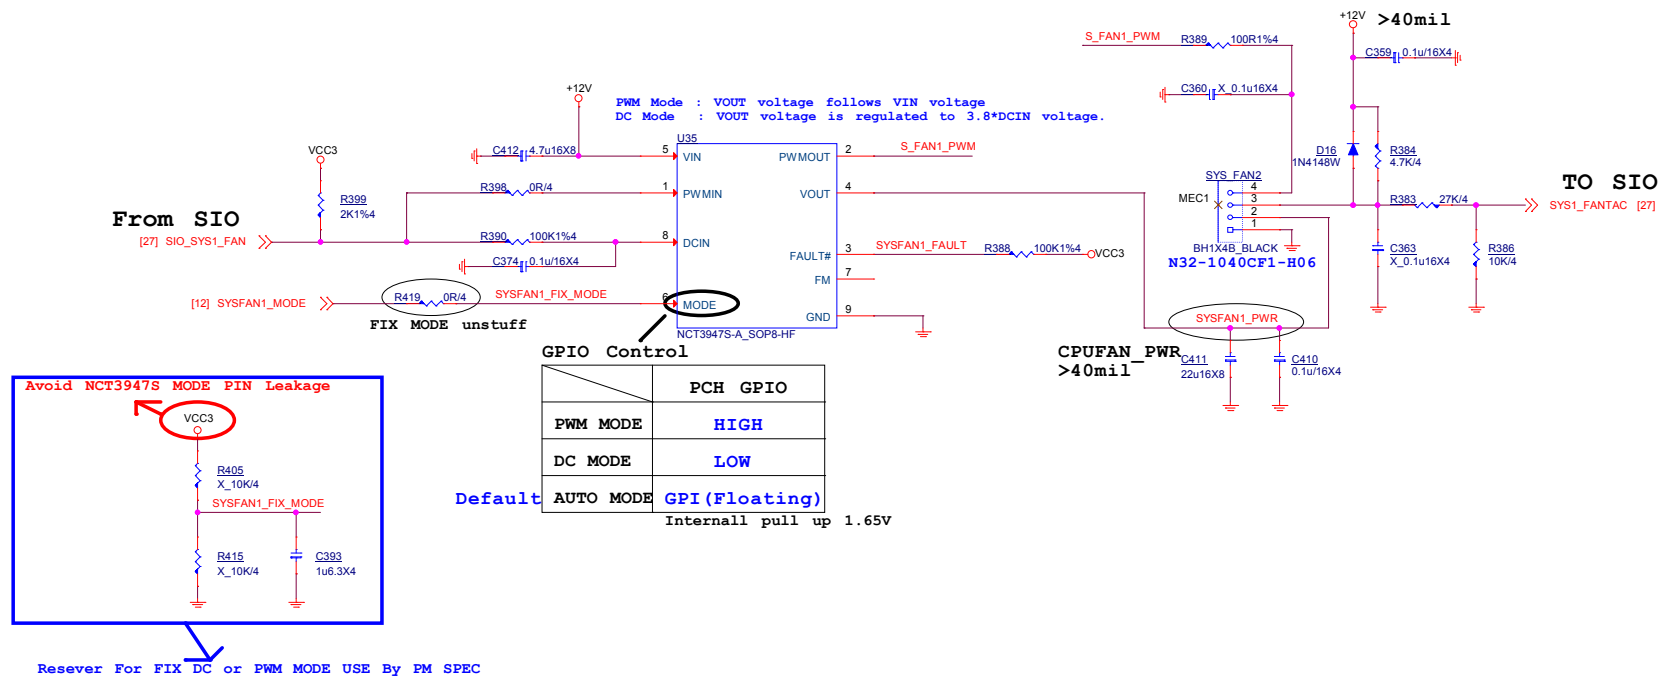 +12V >40mil
S_FAN1_PWM R389 100R1%4
C359 0.1u/16X4
+12V
C360 X_0.1u16X4
PWM Mode : VOUT voltage follows VIN voltage
DC Mode : VOUT voltage is regulated to 3.8*DCIN voltage.
U35
VCC3
C412 4.7u16X8
5 VIN
PWMOUT 2
S_FAN1_PWM
D16
1N4148W
R384
4.7K/4
R398 0R/4
1 PWMIN
VOUT 4
SYS_FAN2
4
3
2
1
MEC1
BH1X4B_BLACK
N32-1040CF1-H06
R399
2K1%4
From SIO
[27] SIO_SYS1_FAN
R390 100K1%4
8 DCIN
C374 0.1u/16X4
FAULT# 3
SYSFAN1_FAULT R388 100K1%4 VCC3
FM 7
R383 27K/4
TO SIO
SYS1_FANTAC [27]
C363
X_0.1u16X4
R386
10K/4
[12] SYSFAN1_MODE
R419 0R/4
SYSFAN1_FIX_MODE
6 MODE
GND 9
FIX MODE unstuff
NCT3947S-A_SOP8-HF
SYSFAN1_PWR
CPUFAN_PWR
>40mil
C411
22u16X8
C410
0.1u/16X4
GPIO Control
PCH GPIO
PWM MODE HIGH
DC MODE LOW
Default AUTO MODE GPI(Floating)
Internall pull up 1.65V
Avoid NCT3947S MODE PIN Leakage
VCC3
R405
X_10K/4
SYSFAN1_FIX_MODE
R415
X_10K/4
C393
1u6.3X4
Resever For FIX DC or PWM MODE USE By PM SPEC